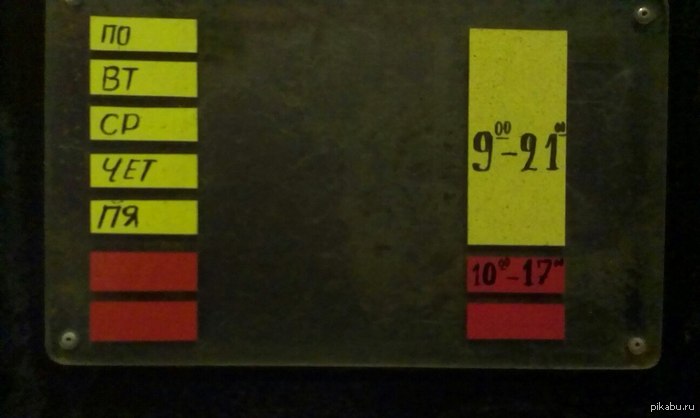 ПО
ВТ
СР
ЧЕТ
ПЯ
9⁰⁰-21⁰⁰
10⁰⁰-17⁰⁰
pikabu.ru